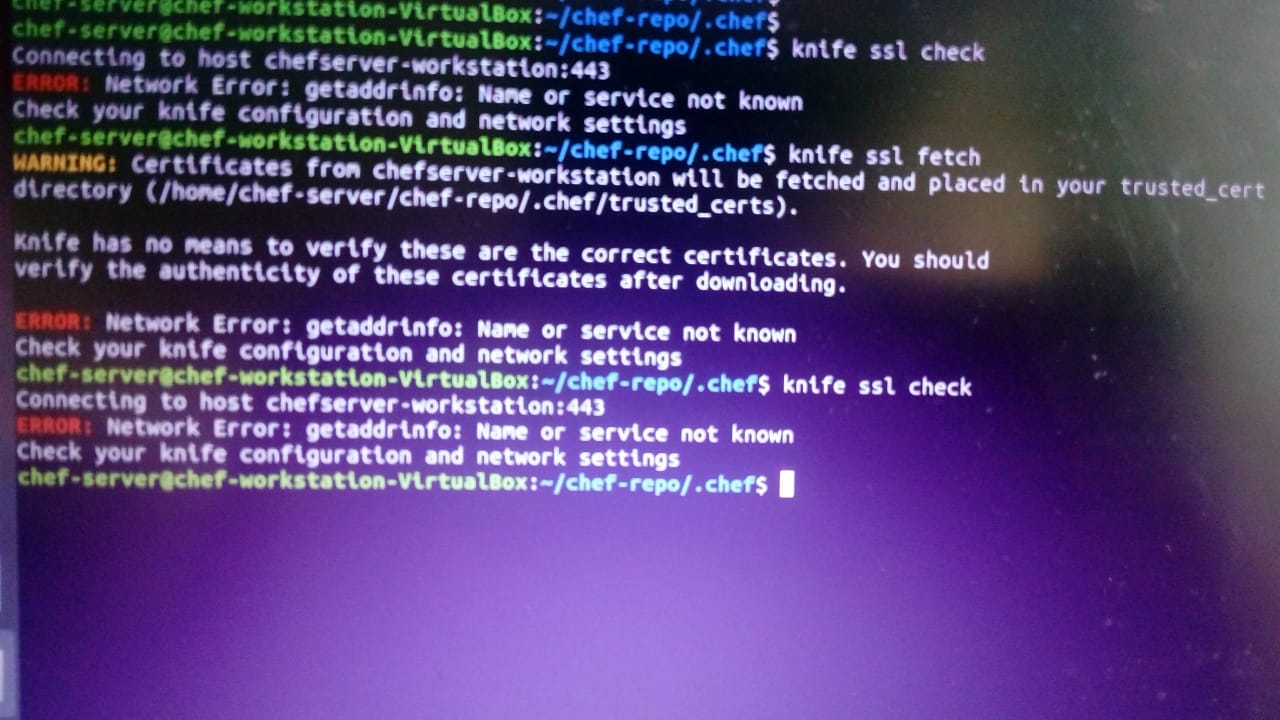 chef-server@chef-workstation-VirtualBox:~/chef-repo/.chef$
chef-server@chef-workstation-VirtualBox:~/chef-repo/.chef$ knife ssl check
Connecting to host chefserver-workstation:443
ERROR: Network Error: getaddrinfo: Name or service not known
Check your knife configuration and network settings
chef-server@chef-workstation-VirtualBox:~/chef-repo/.chef$ knife ssl fetch
WARNING: Certificates from chefserver-workstation will be fetched and placed in your trusted_cert
directory (/home/chef-server/chef-repo/.chef/trusted_certs).
Knife has no means to verify these are the correct certificates. You should
verify the authenticity of these certificates after downloading.
ERROR: Network Error: getaddrinfo: Name or service not known
Check your knife configuration and network settings
chef-server@chef-workstation-VirtualBox:~/chef-repo/.chef$ knife ssl check
Connecting to host chefserver-workstation:443
ERROR: Network Error: getaddrinfo: Name or service not known
Check your knife configuration and network settings
chef-server@chef-workstation-VirtualBox:~/chef-repo/.chef$